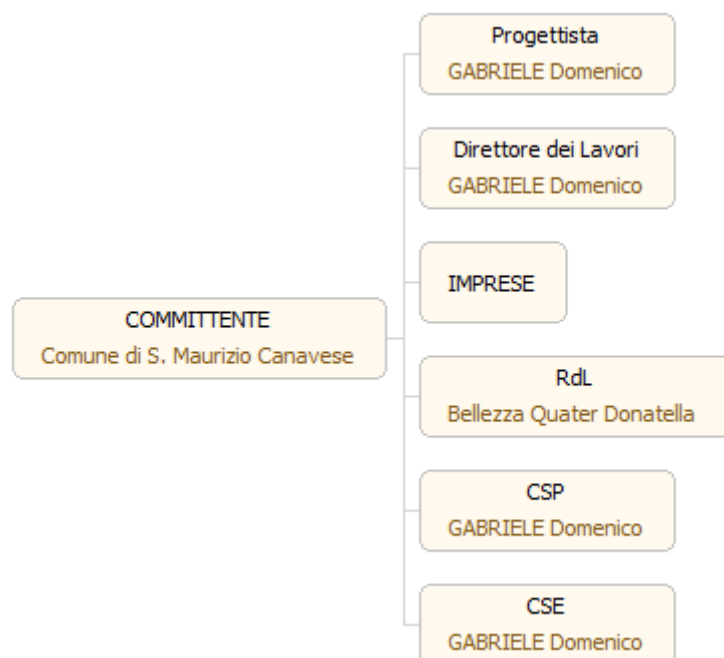 Progettista
GABRIELE Domenico
Direttore dei Lavori
GABRIELE Domenico
IMPRESE
COMMITTENTE
Comune di S. Maurizio Canavese
RdL
Bellezza Quater Donatella
CSP
GABRIELE Domenico
CSE
GABRIELE Domenico